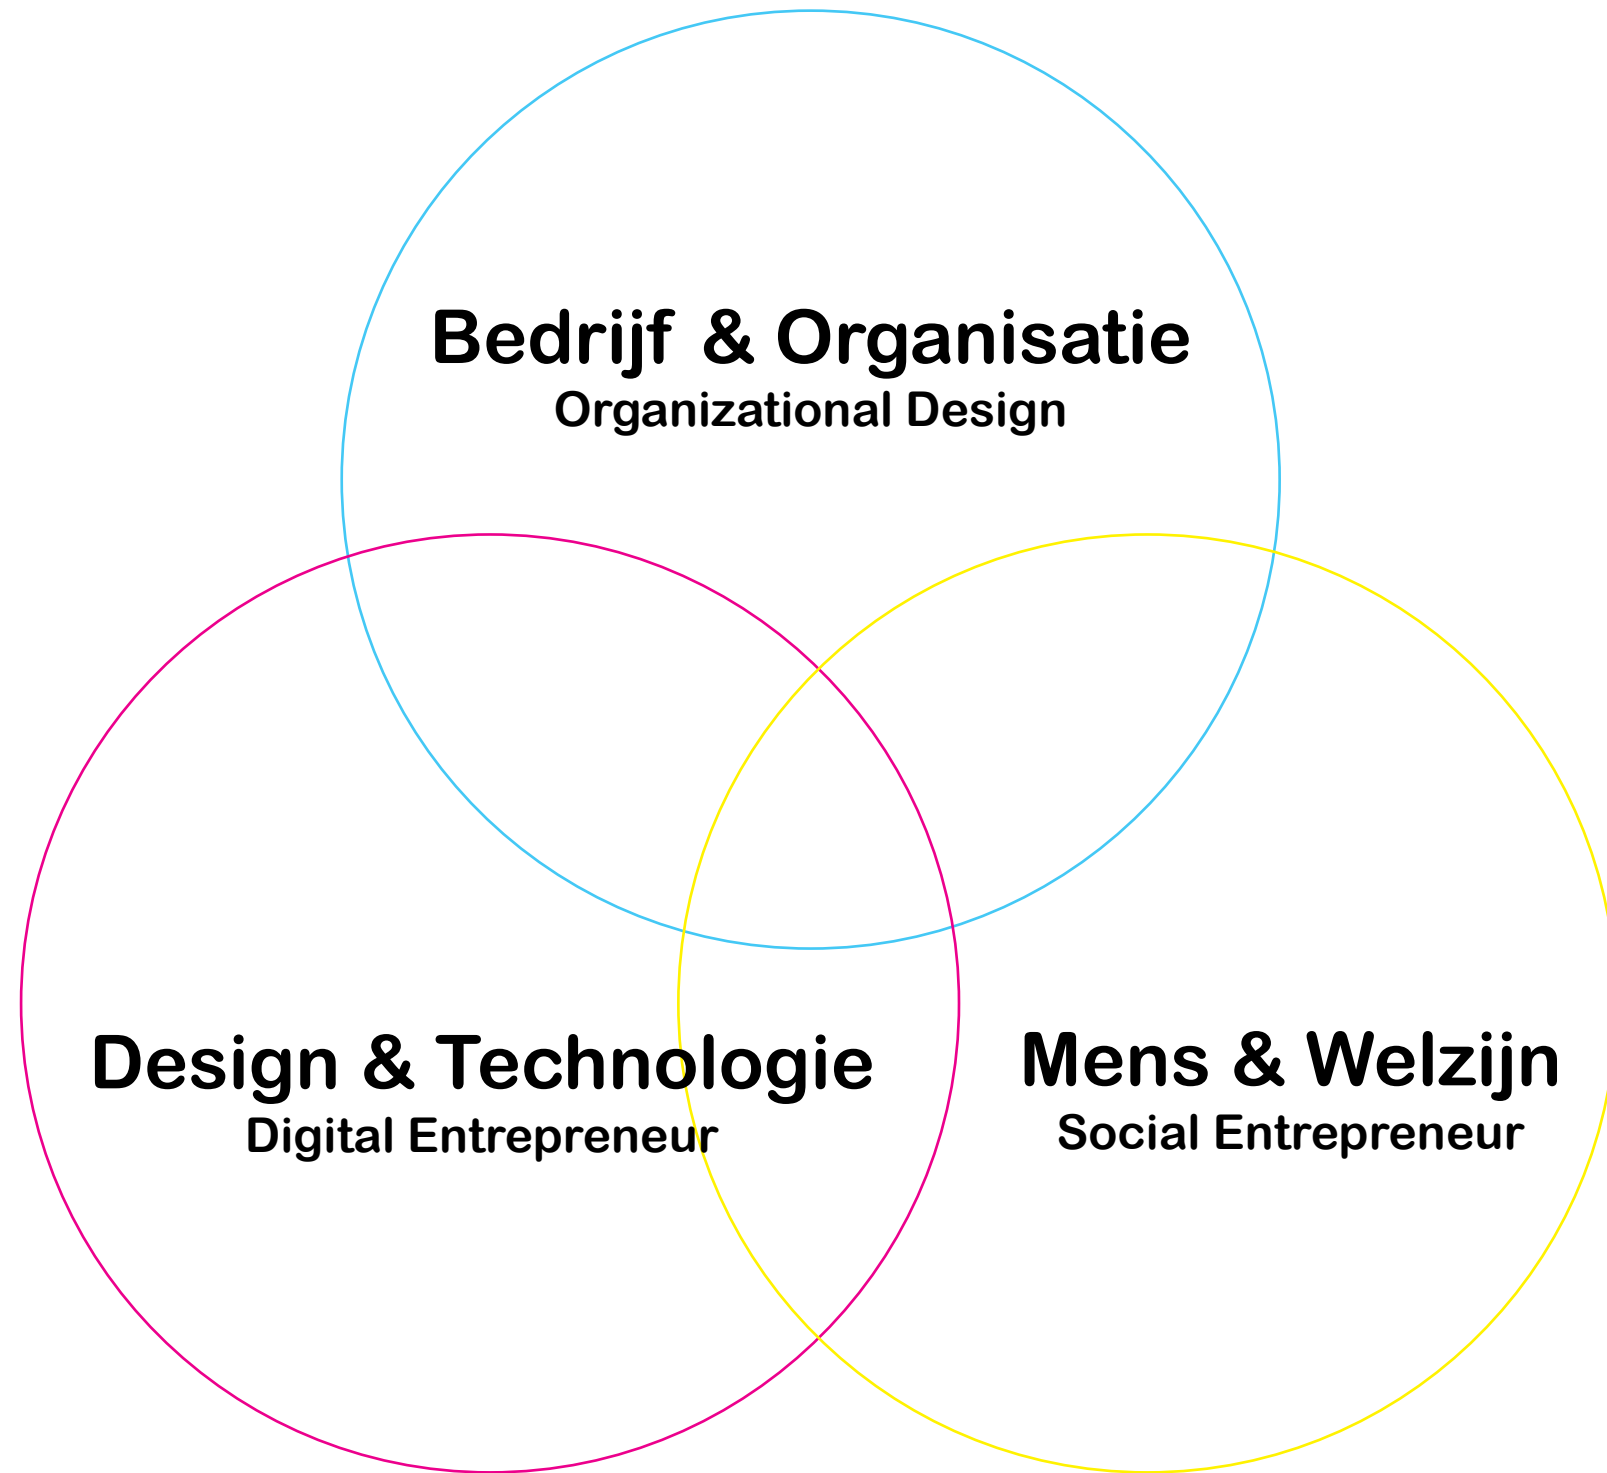 Bedrijf & Organisatie
Organizational Design
Design & Technologie
Digital Entrepreneur
Mens & Welzijn
Social Entrepreneur